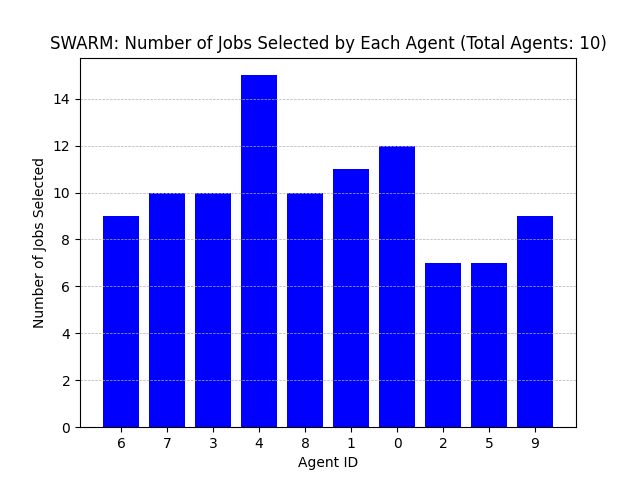 SWARM: Number of Jobs Selected by Each Agent (Total Agents: 10)
Number of Jobs Selected
14
12
10
8
6
4
2
0
6 7 3 4 8 1 0 2 5 9
Agent ID